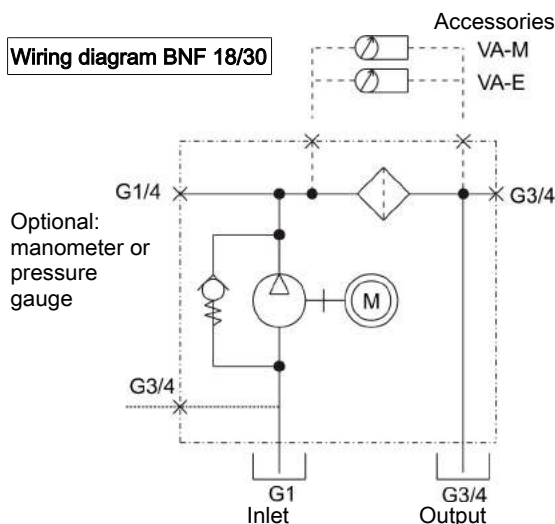 Accessories
Wiring diagram BNF 18/30
VA-M
VA-E
G1/4
G3/4
Optional:
manometer or
pressure
gauge
M
G3/4
G1
G3/4
Inlet
Output